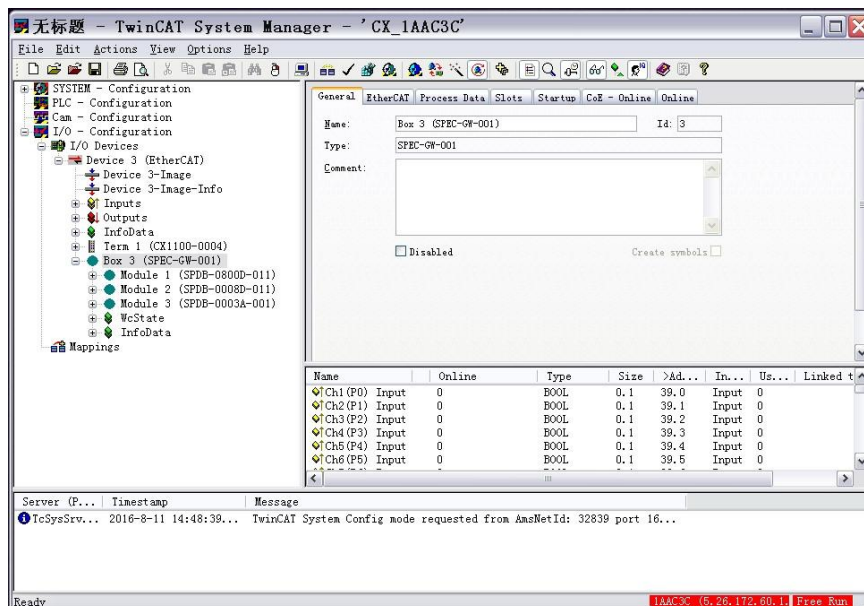 无标题 - TwinCAT System Manager - 'CX_1AAC3C'
File Edit Actions View Options Help
SYSTEM - Configuration
PLC - Configuration
Cam - Configuration
I/O - Configuration
I/O Devices
Device 3 (EtherCAT)
Device 3-Image
Device 3-Image-Info
Inputs
Outputs
InfoData
Term 1 (CX1100-0004)
Box 3 (SPEC-GW-001)
Module 1 (SPDB-0800D-011)
Module 2 (SPDB-0008D-011)
Module 3 (SPDB-0003A-001)
WcState
InfoData
Mappings
General EtherCAT Process Data Slots Startup CoE - Online Online
Name: Box 3 (SPEC-GW-001) Id: 3
Type: SPEC-GW-001
Comment:
Disabled Create symbols
Name Online Type Size >Ad... In... Us... Linked t
Ch1(P0) Input 0 BOOL 0.1 39.0 Input 0
Ch2(P1) Input 0 BOOL 0.1 39.1 Input 0
Ch3(P2) Input 0 BOOL 0.1 39.2 Input 0
Ch4(P3) Input 0 BOOL 0.1 39.3 Input 0
Ch5(P4) Input 0 BOOL 0.1 39.4 Input 0
Ch6(P5) Input 0 BOOL 0.1 39.5 Input 0
Server (P... Timestamp Message
TcSysSrv... 2016-8-11 14:48:39... TwinCAT System Config mode requested from AmsNetId: 32839 port 16...
Ready 1AAC3C (5.26.172.60.1. Free Run